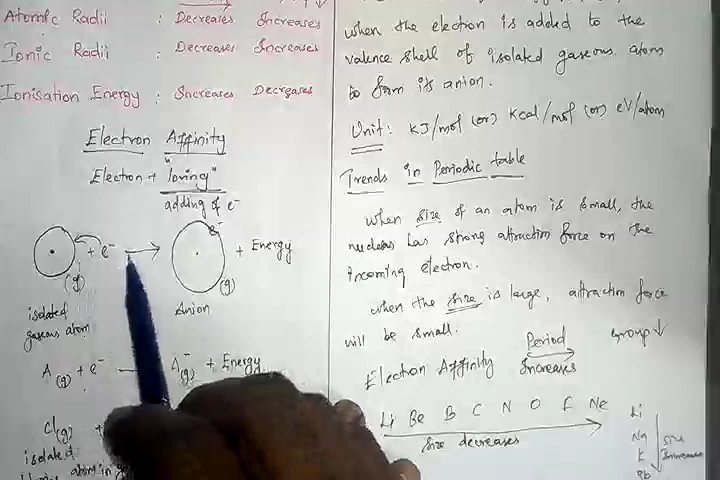 Atomic Radii : Decreases Increases
Ionic Radii : Decreases Increases
Ionisation Energy : Increases Decreases
Electron Affinity
Electron + "loving"
adding of e⁻
+ e⁻ → e⁻ + Energy
(g) (g)
isolated
gaseous atom
Anion
A(g) + e⁻ A⁻(g) + Energy
Cl(g) +
isolated
atom in
when the electron is added to the
valence shell of isolated gaseous atom
to form its anion.
Unit: KJ/mol (or) Kcal/mol (or) eV/atom
Trends in Periodic table
when size of an atom is small, the
nucleus has strong attraction force on the
incoming electron.
when the size is large, attraction force
will be small.
Period Group ↓
Electron Affinity Increases
Li Be B C N O F Ne
Size decreases
Li
Na
K
Rb
Size
Increases